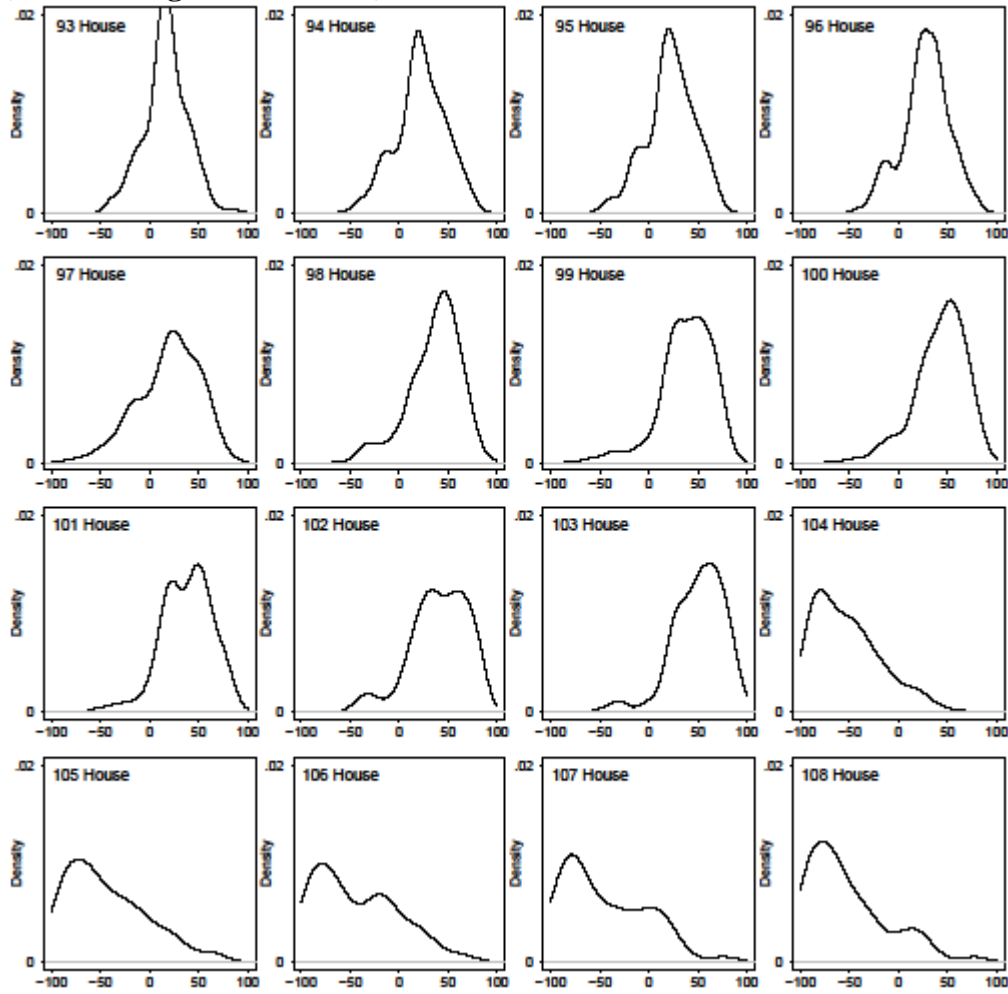 .02 93 House .02 94 House .02 95 House .02 96 House
Density Density Density Density
0 0 0 0
−100 −50 0 50 100 −100 −50 0 50 100 −100 −50 0 50 100 −100 −50 0 50 100
.02 97 House .02 98 House .02 99 House .02 100 House
Density Density Density Density
0 0 0 0
−100 −50 0 50 100 −100 −50 0 50 100 −100 −50 0 50 100 −100 −50 0 50 100
.02 101 House .02 102 House .02 103 House .02 104 House
Density Density Density Density
0 0 0 0
−100 −50 0 50 100 −100 −50 0 50 100 −100 −50 0 50 100 −100 −50 0 50 100
.02 105 House .02 106 House .02 107 House .02 108 House
Density Density Density Density
0 0 0 0
−100 −50 0 50 100 −100 −50 0 50 100 −100 −50 0 50 100 −100 −50 0 50 100